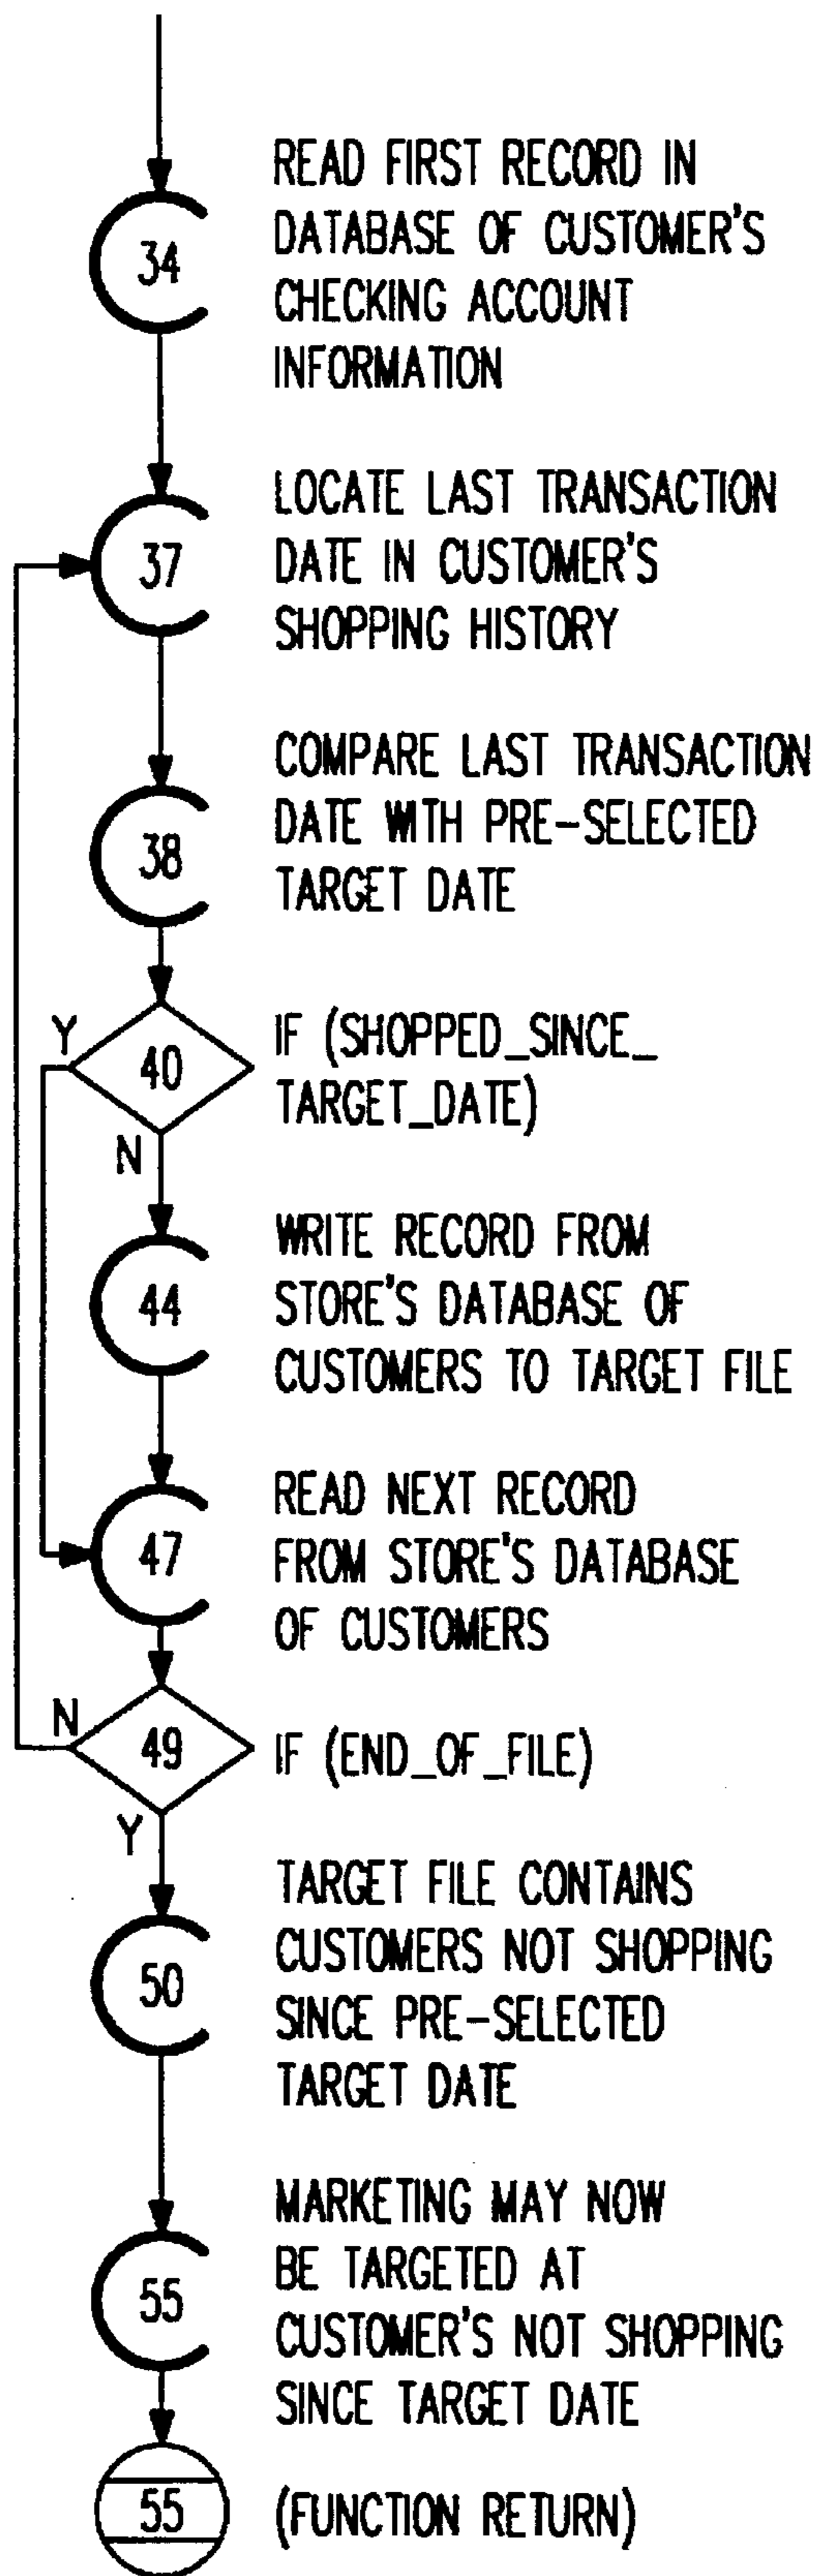 READ FIRST RECORD IN
DATABASE OF CUSTOMER'S
34
CHECKING ACCOUNT
INFORMATION
LOCATE LAST TRANSACTION
37
DATE IN CUSTOMER'S
SHOPPING HISTORY
COMPARE LAST TRANSACTION
DATE WITH PRE-SELECTED
38
TARGET DATE
Y
40
IF (SHOPPED_SINCE_
TARGET_DATE)
N
WRITE RECORD FROM
STORE'S DATABASE OF
44
CUSTOMERS TO TARGET FILE
READ NEXT RECORD
47
FROM STORE'S DATABASE
OF CUSTOMERS
N
49
IF (END_OF_FILE)
Y
TARGET FILE CONTAINS
CUSTOMERS NOT SHOPPING
50
SINCE PRE-SELECTED
TARGET DATE
MARKETING MAY NOW
BE TARGETED AT
55
CUSTOMER'S NOT SHOPPING
SINCE TARGET DATE
55
(FUNCTION RETURN)